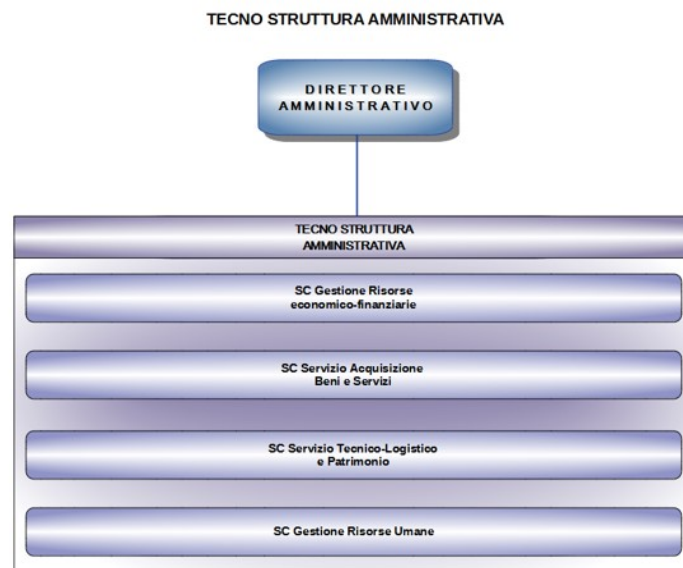 TECNO STRUTTURA AMMINISTRATIVA
DIRETTORE
AMMINISTRATIVO
TECNO STRUTTURA
AMMINISTRATIVA
SC Gestione Risorse
economico-finanziarie
SC Servizio Acquisizione
Beni e Servizi
SC Servizio Tecnico-Logistico
e Patrimonio
SC Gestione Risorse Umane